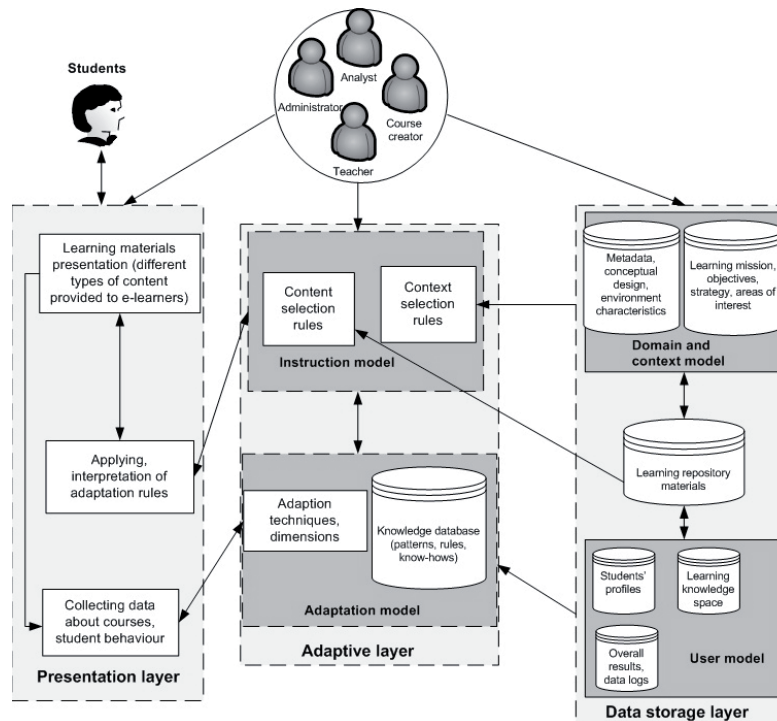 Students
Analyst
Administrator
Course
creator
Teacher
Learning materials
presentation (different
types of content
provided to e-learners)
Applying,
interpretation of
adaptation rules
Collecting data
about courses,
student behaviour
Presentation layer
Content
selection
rules
Context
selection
rules
Instruction model
Adaption
techniques,
dimensions
Knowledge database
(patterns, rules,
know-hows)
Adaptation model
Adaptive layer
Metadata,
conceptual
design,
environment
characteristics
Learning mission,
objectives,
strategy, areas of
interest
Domain and
context model
Learning repository
materials
Students'
profiles
Learning
knowledge
space
Overall
results,
data logs
User model
Data storage layer